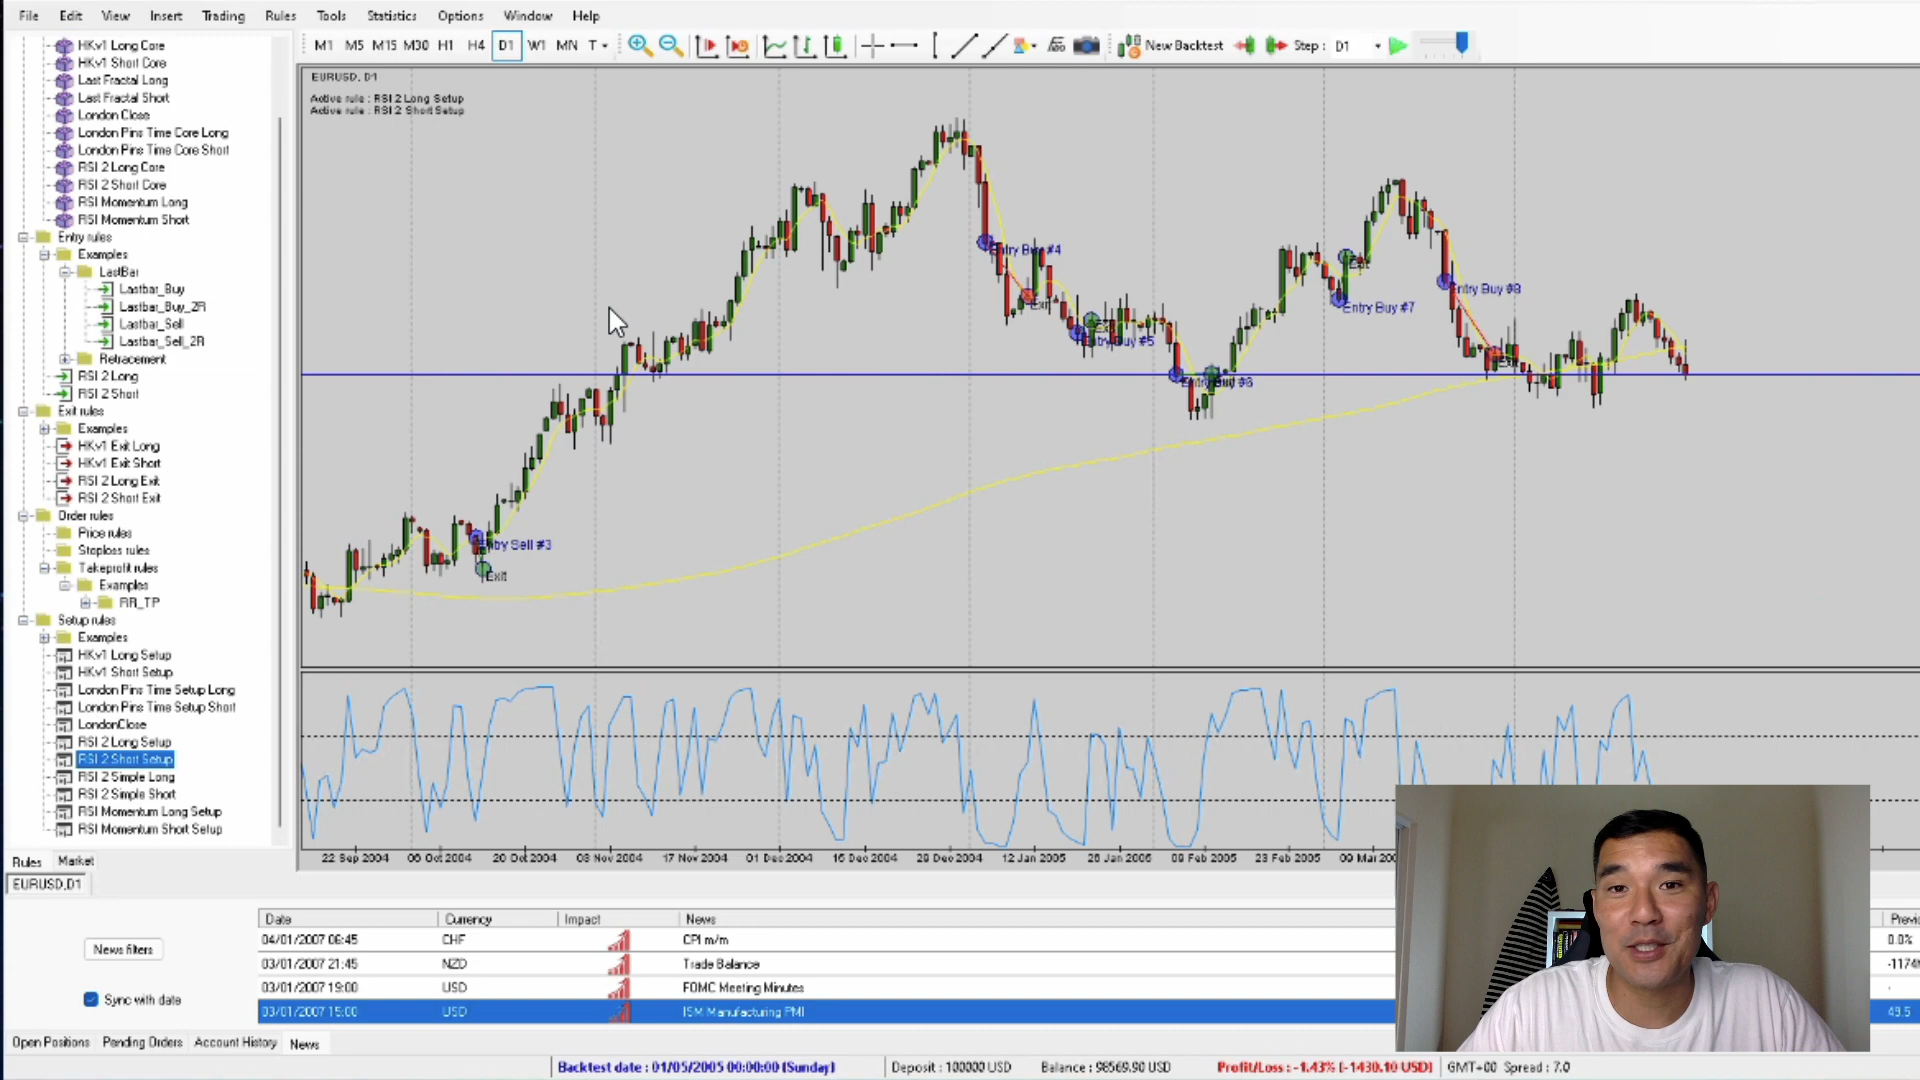 File Edit View Insert Trading Rules Tools Statistics Options Window Help
M1 M5 M15 M30 H1 H4 D1 W1 MN T New Backtest Step : D1
HKv1 Long Core
HKv1 Short Core
Last Fractal Long
Last Fractal Short
London Close
London Pins Time Core Long
London Pins Time Core Short
RSI 2 Long Core
RSI 2 Short Core
RSI Momentum Long
RSI Momentum Short
Entry rules
Examples
LastBar
Lastbar_Buy
Lastbar_Buy_2R
Lastbar_Sell
Lastbar_Sell_2R
Retracement
RSI 2 Long
RSI 2 Short
Exit rules
Examples
HKv1 Exit Long
HKv1 Exit Short
RSI 2 Long Exit
RSI 2 Short Exit
Order rules
Price rules
Stoploss rules
Takeprofit rules
Examples
RR_TP
Setup rules
Examples
HKv1 Long Setup
HKv1 Short Setup
London Pins Time Setup Long
London Pins Time Setup Short
LondonClose
RSI 2 Long Setup
RSI 2 Short Setup
RSI 2 Simple Long
RSI 2 Simple Short
RSI Momentum Long Setup
RSI Momentum Short Setup
Rules Market
EURUSD,D1
EURUSD, D1
Active rule : RSI 2 Long Setup
Active rule : RSI 2 Short Setup
Entry Sell #3
Exit
Entry Buy #4
Exit
Entry Buy #5
Entry Buy #6
Entry Buy #7
Entry Buy #8
22 Sep 2004 06 Oct 2004 20 Oct 2004 03 Nov 2004 17 Nov 2004 01 Dec 2004 16 Dec 2004 29 Dec 2004 12 Jan 2005 26 Jan 2005 09 Feb 2005 23 Feb 2005 09 Mar 200
News filters
Sync with date
Date Currency Impact News Previ
04/01/2007 06:45 CHF CPI m/m 0.0%
03/01/2007 21:45 NZD Trade Balance -1174
03/01/2007 19:00 USD FOMC Meeting Minutes
03/01/2007 15:00 USD ISM Manufacturing PMI 49.5
Open Positions Pending Orders Account History News
Backtest date : 01/05/2005 00:00:00 (Sunday) Deposit : 100000 USD Balance : 98569.90 USD Profit/Loss : -1.43% (-1430.10 USD) GMT+00 Spread : 7.0